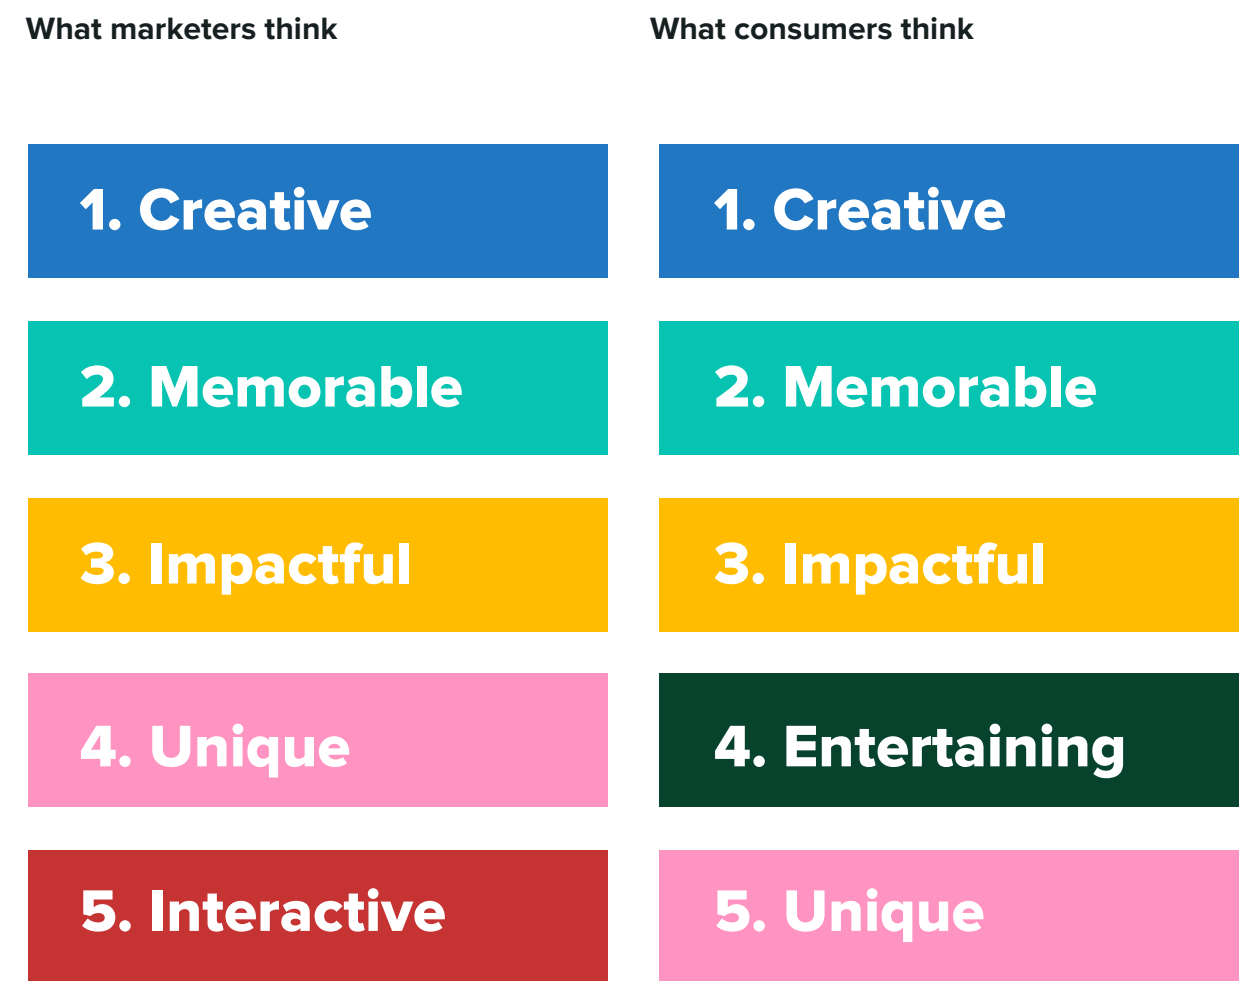 What marketers think
What consumers think
1. Creative
1. Creative
2. Memorable
2. Memorable
3. Impactful
3. Impactful
4. Unique
4. Entertaining
5. Interactive
5. Unique